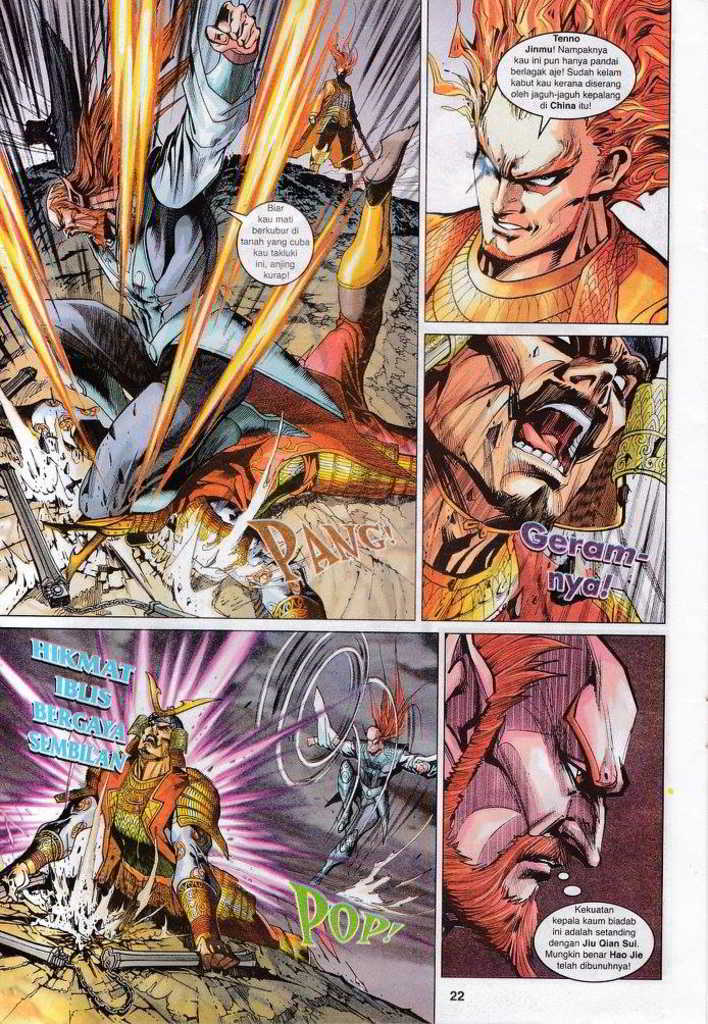 Biar
kau mati
berkubur di
tanah yang cuba
kau takluki
ini, anjing
kurap!
PANG!
Tenno
Jinmu! Nampaknya
kau ini pun hanya pandai
berlagak aje! Sudah kelam
kabut kau kerana diserang
oleh jaguh-jaguh kepalang
di China itu!
Geram-
nya!
HIKMAT
IBLIS
BERGAYA
SUMBILAN
POP!
Kekuatan
kepala kaum biadab
ini adalah setanding
dengan Jiu Qian Sui.
Mungkin benar Hao Jie
telah dibunuhnya!
22